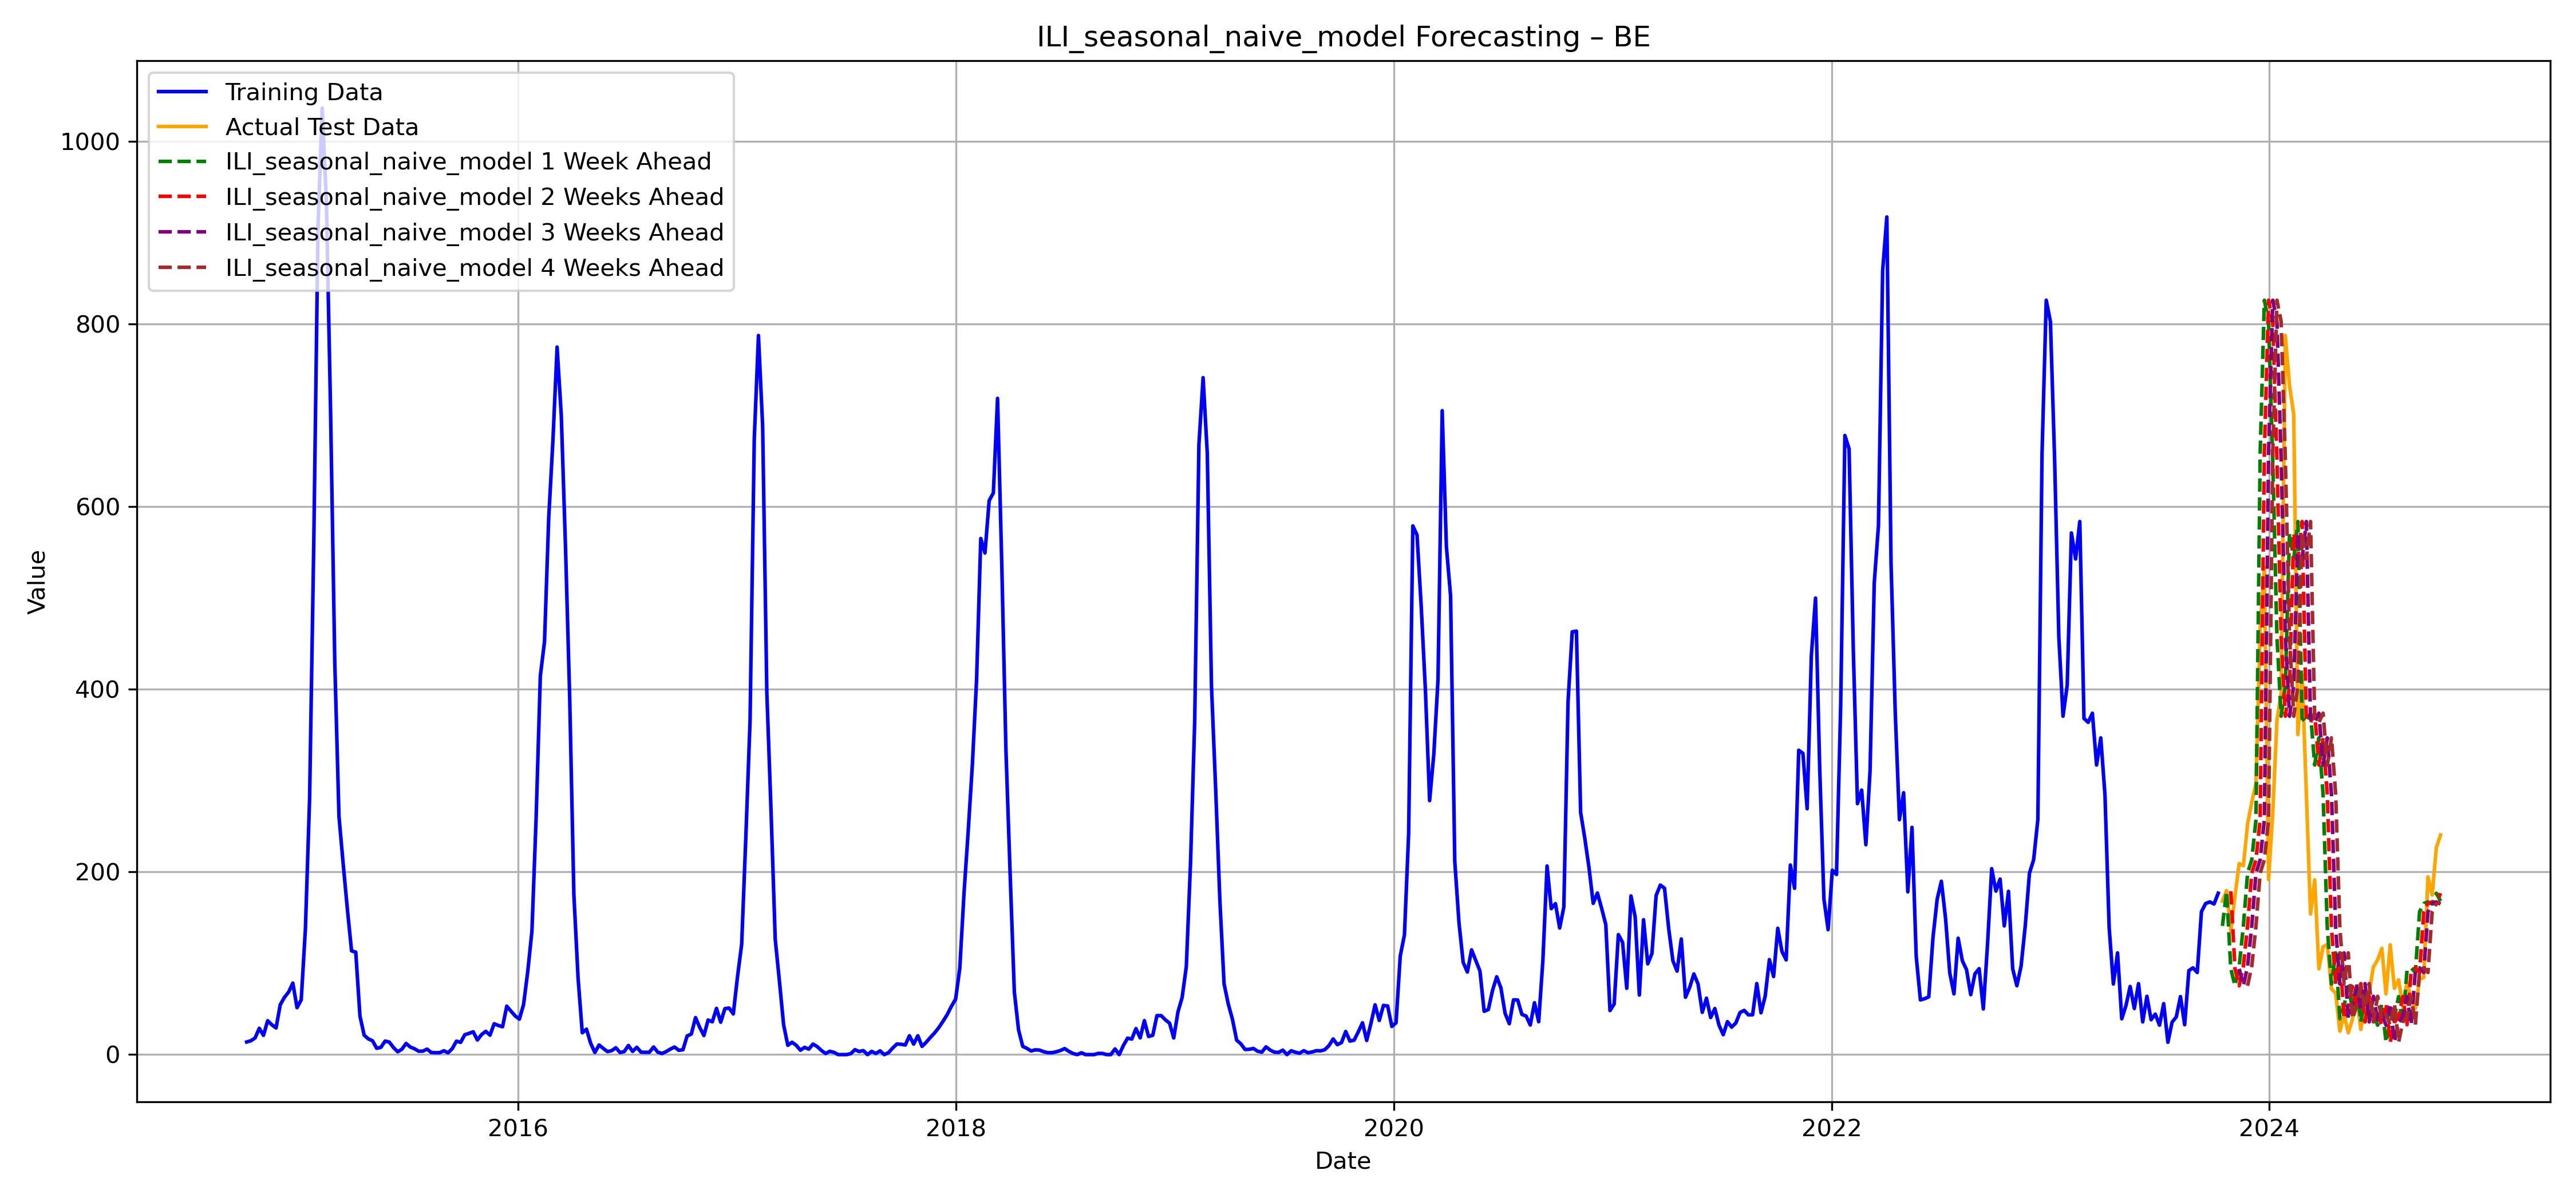 ILI_seasonal_naive_model Forecasting – BE
Training Data
Actual Test Data
ILI_seasonal_naive_model 1 Week Ahead
ILI_seasonal_naive_model 2 Weeks Ahead
ILI_seasonal_naive_model 3 Weeks Ahead
ILI_seasonal_naive_model 4 Weeks Ahead
Value
1000
800
600
400
200
0
2016
2018
2020
2022
2024
Date